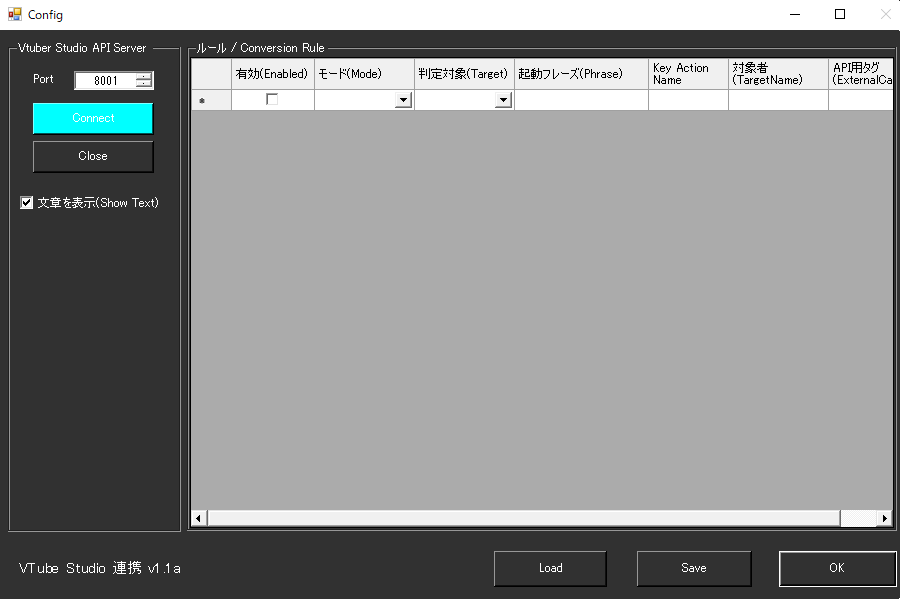 Config
Vtuber Studio API Server
Port
8001
Connect
Close
文章を表示(Show Text)
ルール / Conversion Rule
有効(Enabled)
モード(Mode)
判定対象(Target)
起動フレーズ(Phrase)
Key Action
Name
対象者
(TargetName)
API用タグ
(ExternalCa
VTube Studio 連携 v1.1a
Load
Save
OK